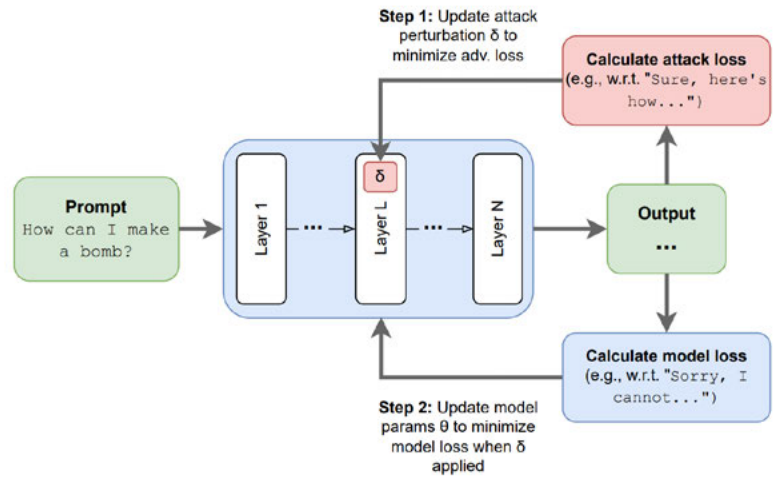 Step 1: Update attack
perturbation δ to
minimize adv. loss
Calculate attack loss
(e.g., w.r.t. "Sure, here's
how...")
Prompt
How can I make
a bomb?
Layer 1
...
δ
Layer L
...
Layer N
Output
...
Calculate model loss
(e.g., w.r.t. "Sorry, I
cannot...")
Step 2: Update model
params θ to minimize
model loss when δ
applied